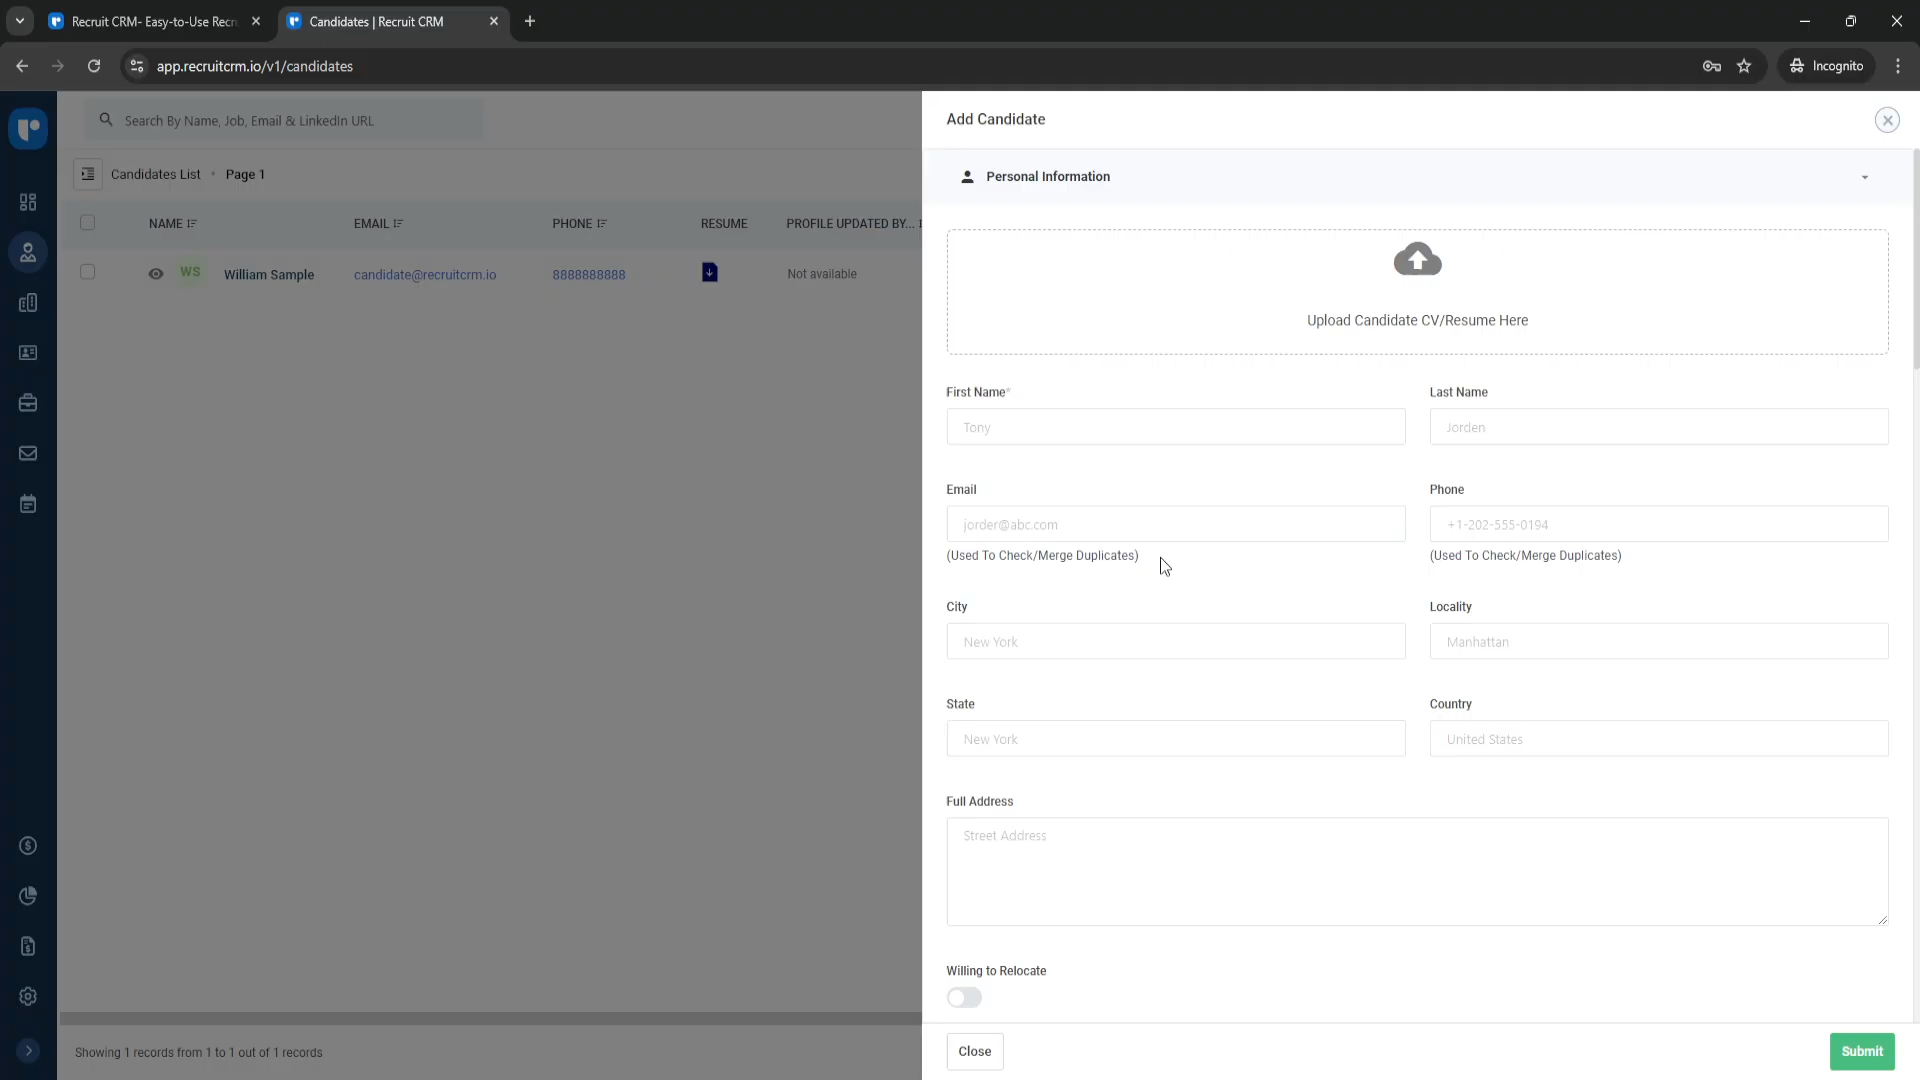 Recruit CRM- Easy-to-Use Recr
Candidates | Recruit CRM
app.recruitcrm.io/v1/candidates
Incognito
Search By Name, Job, Email & LinkedIn URL
Candidates List • Page 1
NAME EMAIL PHONE RESUME PROFILE UPDATED BY...
WS William Sample candidate@recruitcrm.io 8888888888 Not available
Showing 1 records from 1 to 1 out of 1 records
Add Candidate
Personal Information
Upload Candidate CV/Resume Here
First Name* Last Name
Tony Jorden
Email Phone
jorder@abc.com +1-202-555-0194
(Used To Check/Merge Duplicates) (Used To Check/Merge Duplicates)
City Locality
New York Manhattan
State Country
New York United States
Full Address
Street Address
Willing to Relocate
Close Submit